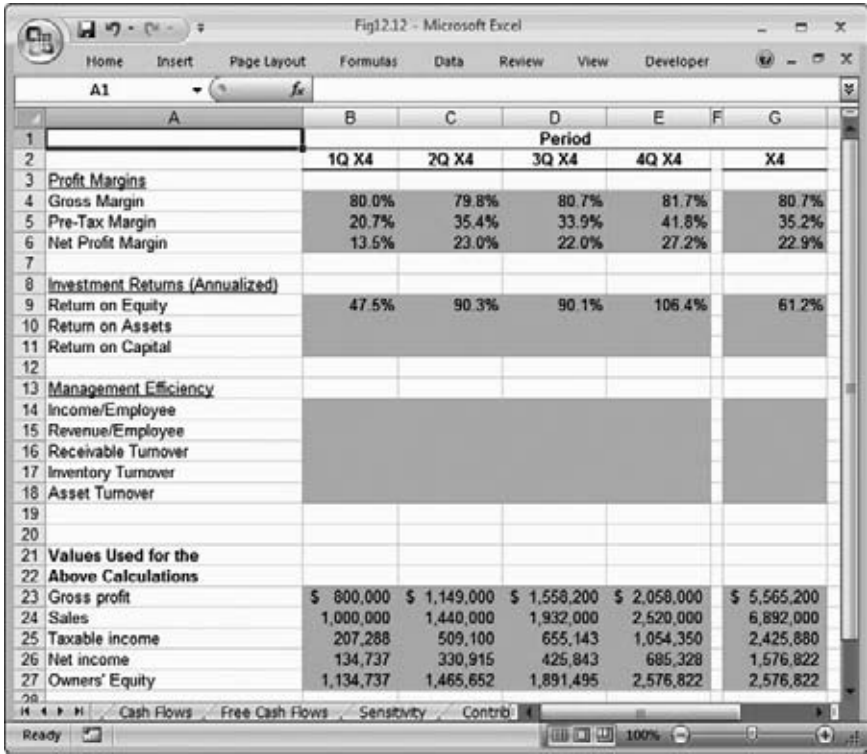 Fig12.12 - Microsoft Excel
Home Insert Page Layout Formulas Data Review View Developer
A1 fx
A B C D E F G
1 Period
2 1Q X4 2Q X4 3Q X4 4Q X4 X4
3 Profit Margins
4 Gross Margin 80.0% 79.8% 80.7% 81.7% 80.7%
5 Pre-Tax Margin 20.7% 35.4% 33.9% 41.8% 35.2%
6 Net Profit Margin 13.5% 23.0% 22.0% 27.2% 22.9%
7
8 Investment Returns (Annualized)
9 Return on Equity 47.5% 90.3% 90.1% 106.4% 61.2%
10 Return on Assets
11 Return on Capital
12
13 Management Efficiency
14 Income/Employee
15 Revenue/Employee
16 Receivable Turnover
17 Inventory Turnover
18 Asset Turnover
19
20
21 Values Used for the
22 Above Calculations
23 Gross profit $ 800,000 $ 1,149,000 $ 1,558,200 $ 2,058,000 $ 5,565,200
24 Sales 1,000,000 1,440,000 1,932,000 2,520,000 6,892,000
25 Taxable income 207,288 509,100 655,143 1,054,350 2,425,880
26 Net income 134,737 330,915 425,843 685,328 1,576,822
27 Owners' Equity 1,134,737 1,465,652 1,891,495 2,576,822 2,576,822
28
Cash Flows Free Cash Flows Sensitivity Contrib
Ready 100%